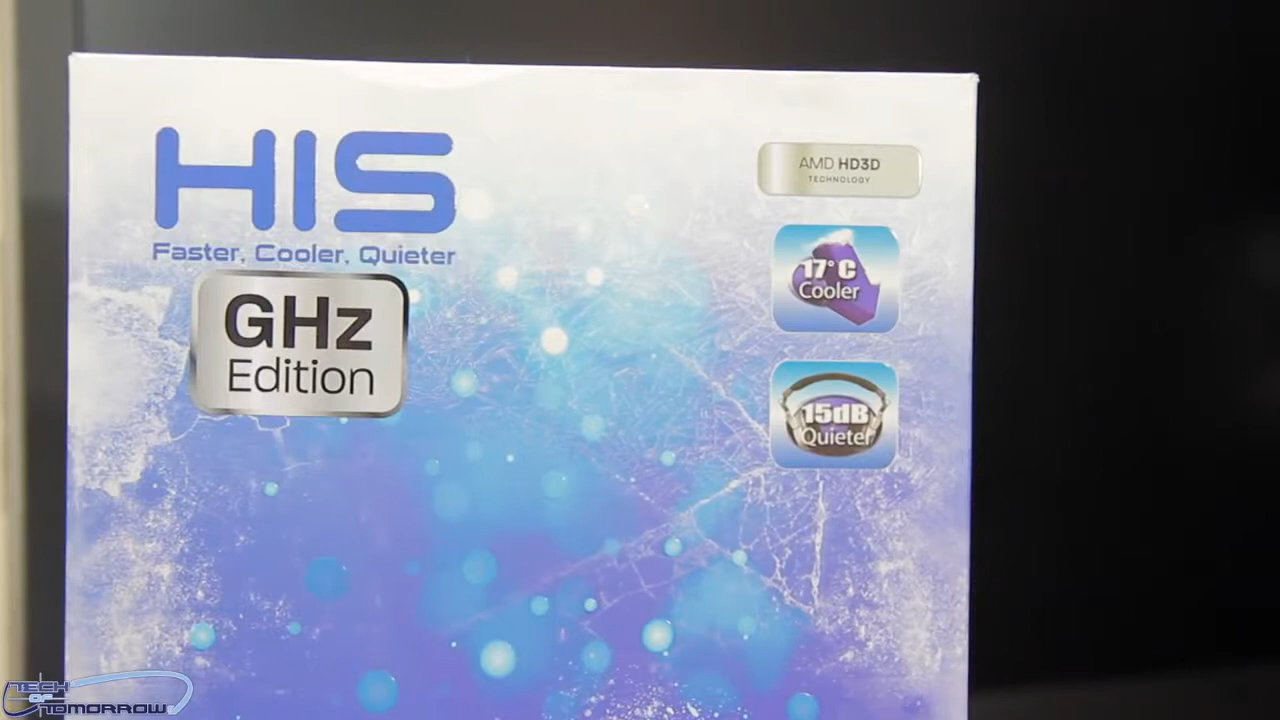 HIS
Faster, Cooler, Quieter
GHz
Edition
AMD HD3D
TECHNOLOGY
17°C
Cooler
15dB
Quieter
TECH
OF
TOMORROW